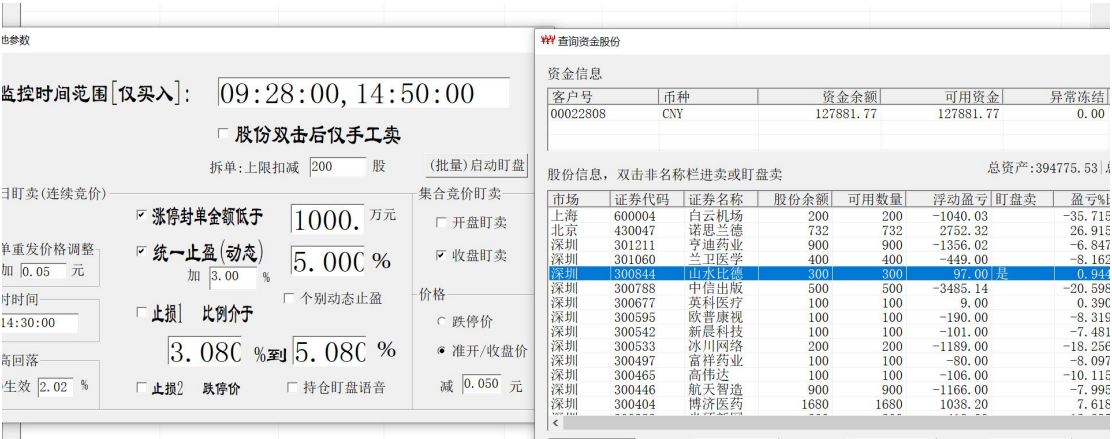 他参数
监控时间范围[仅买入]:
09:28:00,14:50:00
股份双击后仅手工卖
拆单:上限扣减 200 股
(批量)启动盯盘
日盯卖(连续竞价)
涨停封单金额低于 1000. 万元
统一止盈(动态) 5.000 %
加 3.00 %
个别动态止盈
止损1 比例介于
3.080 %到 5.080 %
止损2 跌停价
持仓盯盘语音
单重发价格调整
加 0.05 元
时时间
14:30:00
高回落
生效 2.02 %
集合竞价盯卖
开盘盯卖
收盘盯卖
价格
跌停价
准开/收盘价
减 0.050 元
查询资金股份
资金信息
客户号 币种 资金余额 可用资金 异常冻结
00022808 CNY 127881.77 127881.77 0.00
总资产:394775.53
股份信息, 双击非名称栏进卖或盯盘卖
市场 证券代码 证券名称 股份余额 可用数量 浮动盈亏 盯盘卖 盈亏%比
上海 600004 白云机场 200 200 -1040.03 -35.715
北京 430047 诺思兰德 732 732 2752.32 26.915
深圳 301211 亨迪药业 900 900 -1356.02 -6.847
深圳 301060 兰卫医学 400 400 -449.00 -8.162
深圳 300844 山水比德 300 300 97.00 是 0.944
深圳 300788 中信出版 500 500 -3485.14 -20.598
深圳 300677 英科医疗 100 100 9.00 0.390
深圳 300595 欧普康视 100 100 -190.00 -8.319
深圳 300542 新晨科技 100 100 -101.00 -7.481
深圳 300533 冰川网络 200 200 -1189.00 -18.256
深圳 300497 富祥药业 100 100 -80.00 -8.097
深圳 300465 高伟达 100 100 -106.00 -10.115
深圳 300446 航天智造 900 900 -1166.00 -7.995
深圳 300404 博济医药 1680 1680 1038.20 7.618